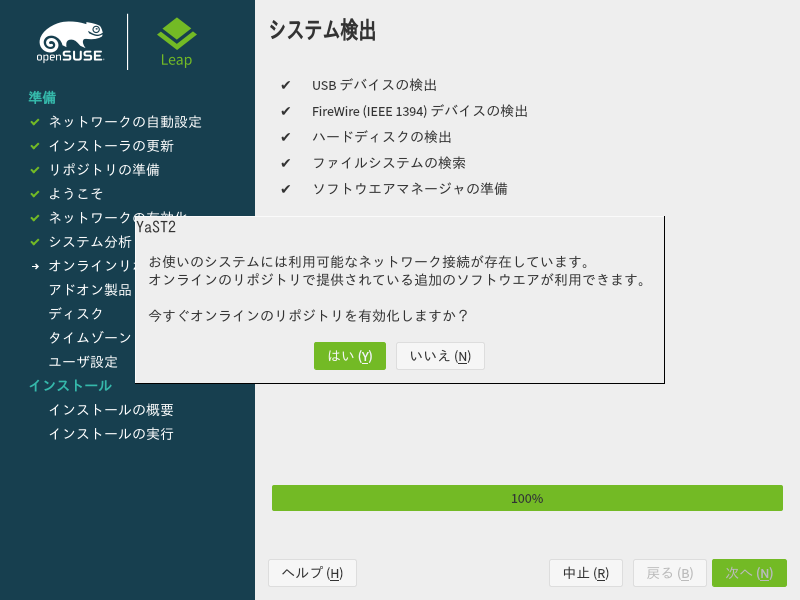 openSUSE
Leap
準備
ネットワークの自動設定
インストーラの更新
リポジトリの準備
ようこそ
ネットワークの有効化
システム分析
オンラインリ
アドオン製品
ディスク
タイムゾーン
ユーザ設定
インストール
インストールの概要
インストールの実行
システム検出
USB デバイスの検出
FireWire (IEEE 1394) デバイスの検出
ハードディスクの検出
ファイルシステムの検索
ソフトウエアマネージャの準備
YaST2
お使いのシステムには利用可能なネットワーク接続が存在しています。
オンラインのリポジトリで提供されている追加のソフトウエアが利用できます。
今すぐオンラインのリポジトリを有効化しますか？
はい (Y)
いいえ (N)
100%
ヘルプ (H)
中止 (R)
戻る (B)
次へ (N)